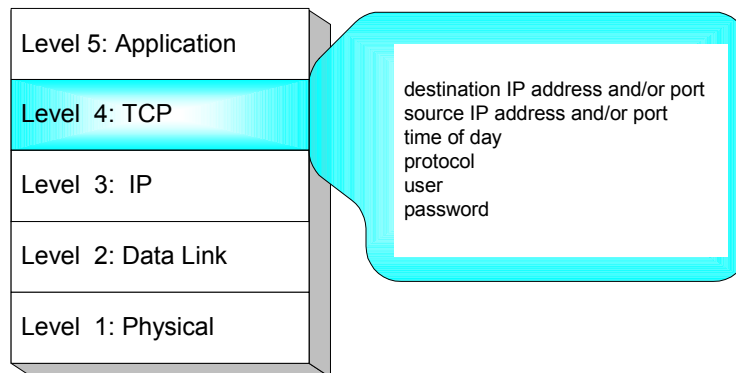 Level 5: Application
Level 4: TCP
Level 3: IP
Level 2: Data Link
Level 1: Physical
destination IP address and/or port
source IP address and/or port
time of day
protocol
user
password